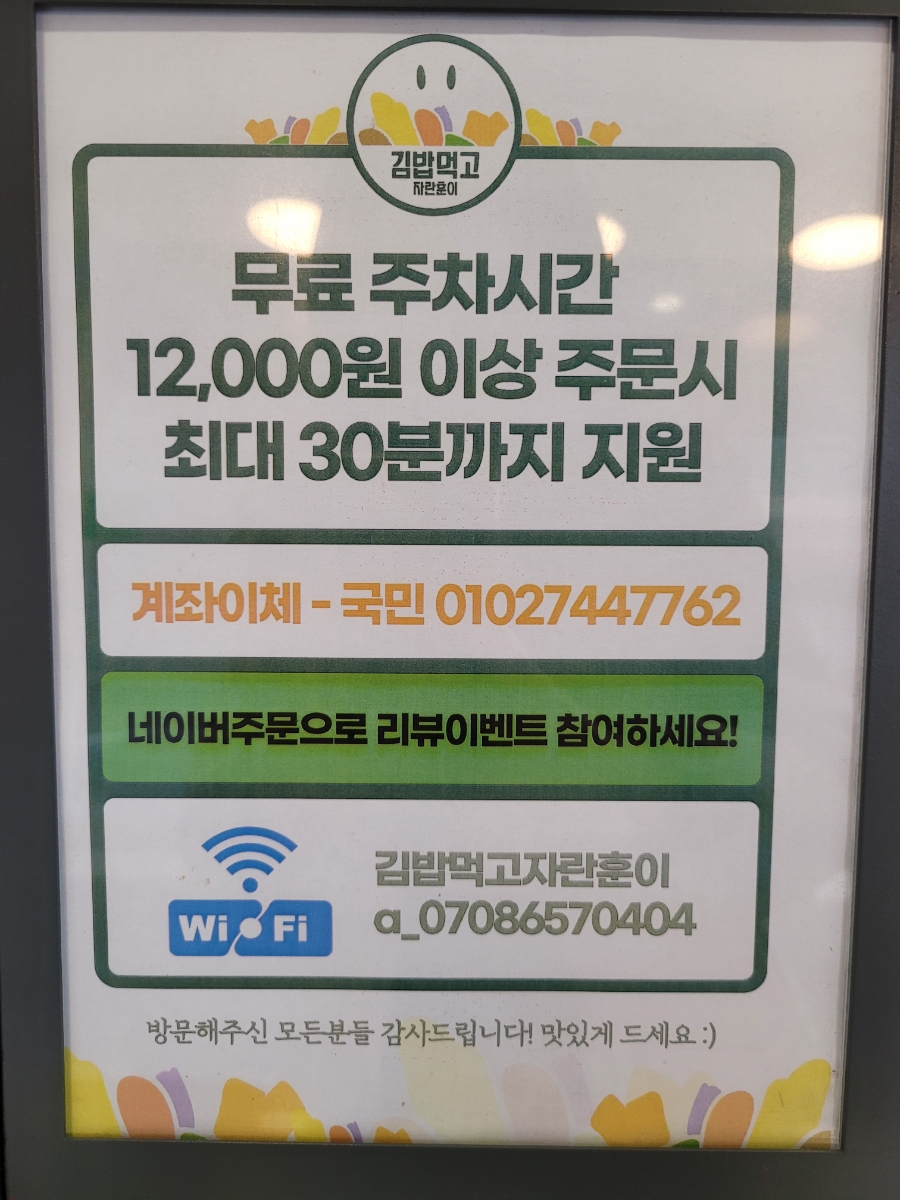 김밥먹고
자란훈이
무료 주차시간
12,000원 이상 주문시
최대 30분까지 지원
계좌이체 - 국민 01027447762
네이버주문으로 리뷰이벤트 참여하세요!
Wi Fi
김밥먹고자란훈이
a_07086570404
방문해주신 모든분들 감사드립니다! 맛있게 드세요 :)